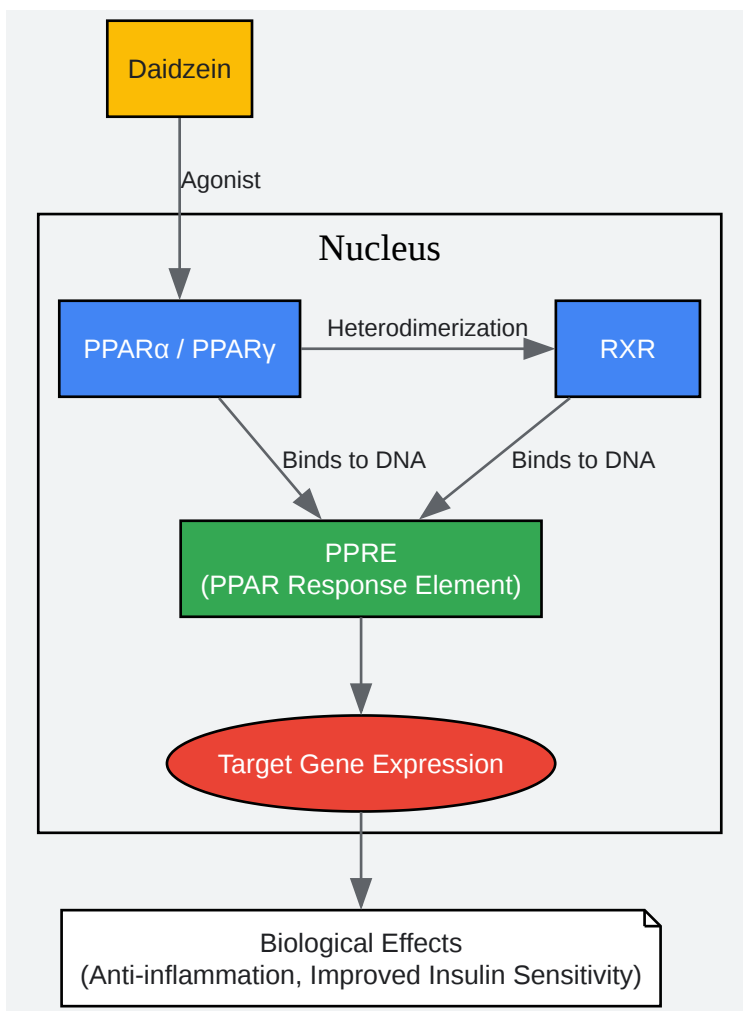 Daidzein
Agonist
Nucleus
PPARα / PPARγ
Heterodimerization
RXR
Binds to DNA
Binds to DNA
PPRE
(PPAR Response Element)
Target Gene Expression
Biological Effects
(Anti-inflammation, Improved Insulin Sensitivity)